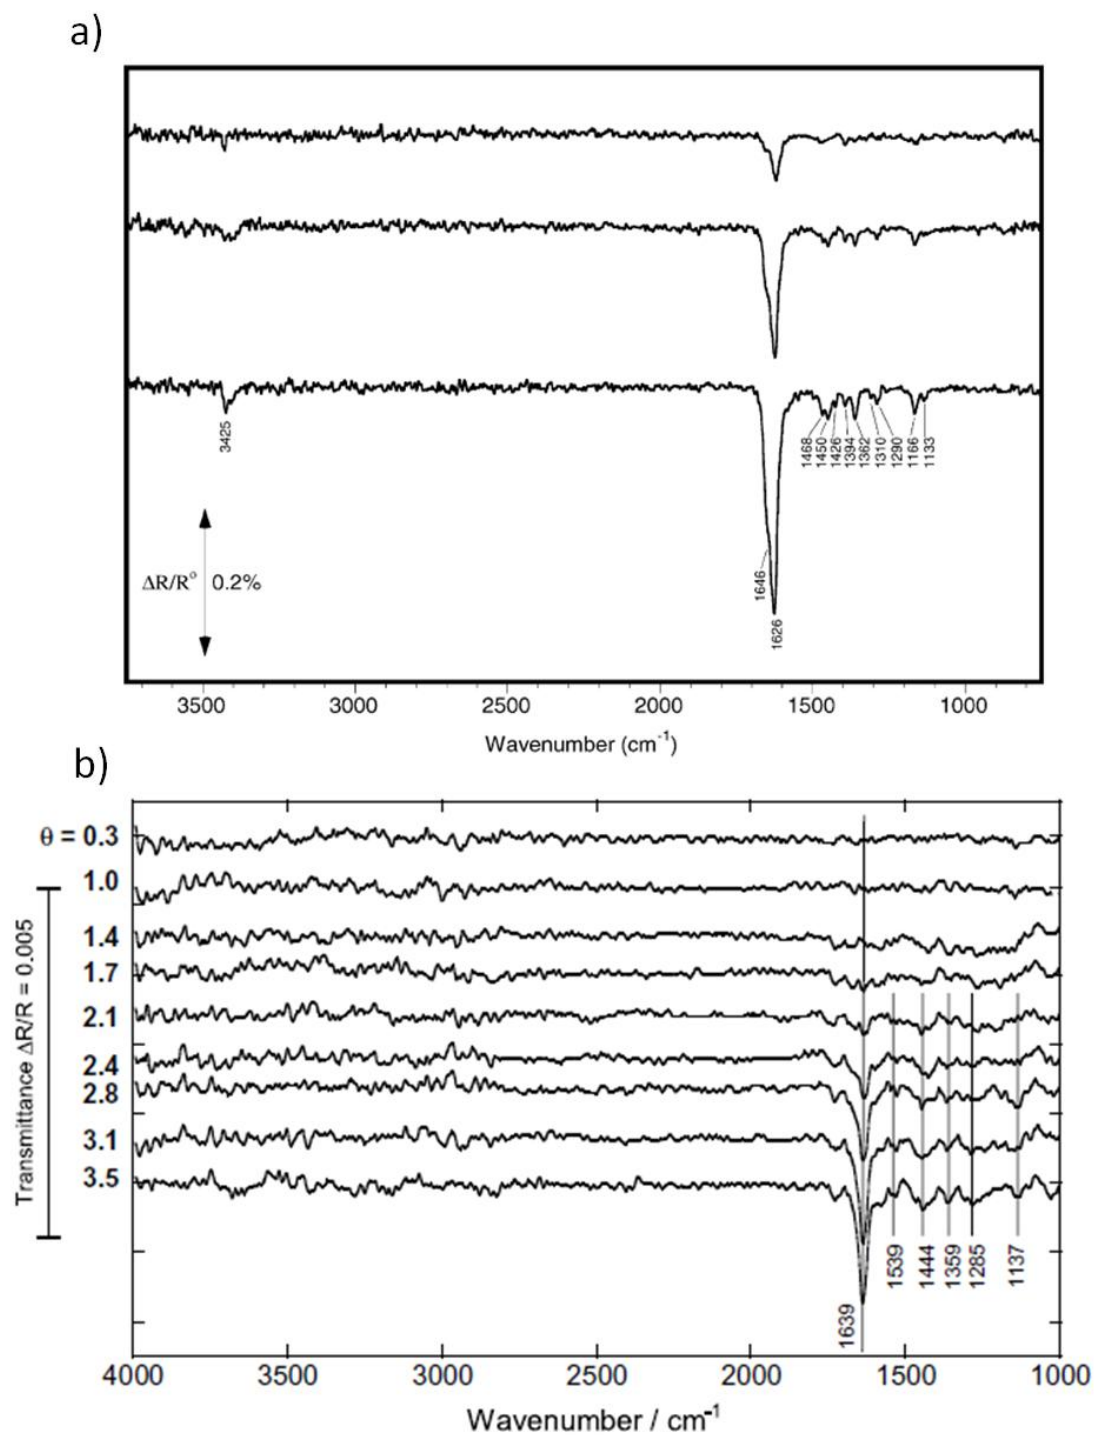 a)
3425
1468
1450
1426
1394
1362
1310
1290
1166
1133
ΔR/R° 0.2%
1646
1626
3500 3000 2500 2000 1500 1000
Wavenumber (cm⁻¹)
b)
θ = 0.3
1.0
1.4
1.7
2.1
2.4
2.8
3.1
3.5
Transmittance ΔR/R = 0.005
1639
1539
1444
1359
1285
1137
4000 3500 3000 2500 2000 1500 1000
Wavenumber / cm⁻¹